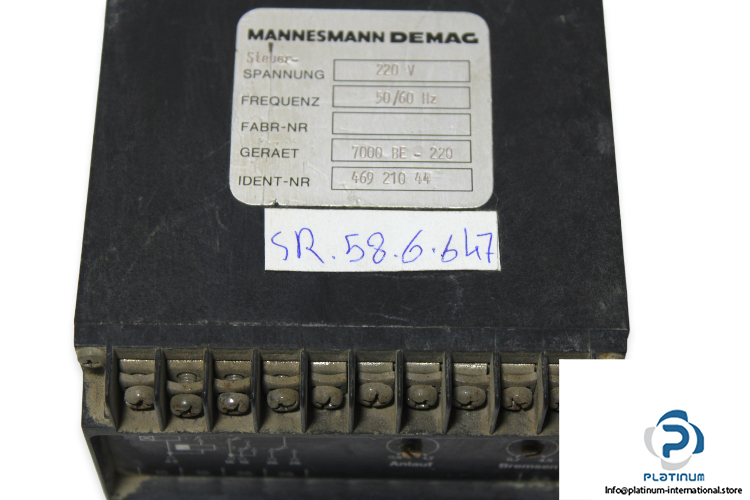 MANNESMANN DEMAG
Steuer-
SPANNUNG 220 V
FREQUENZ 50/60 Hz
FABR-NR
GERAET 7000 BE - 220
IDENT-NR 469 210 44
SR.58.6.647
Anlauf
Bremsen
PLATINUM
Info@platinum-international.store